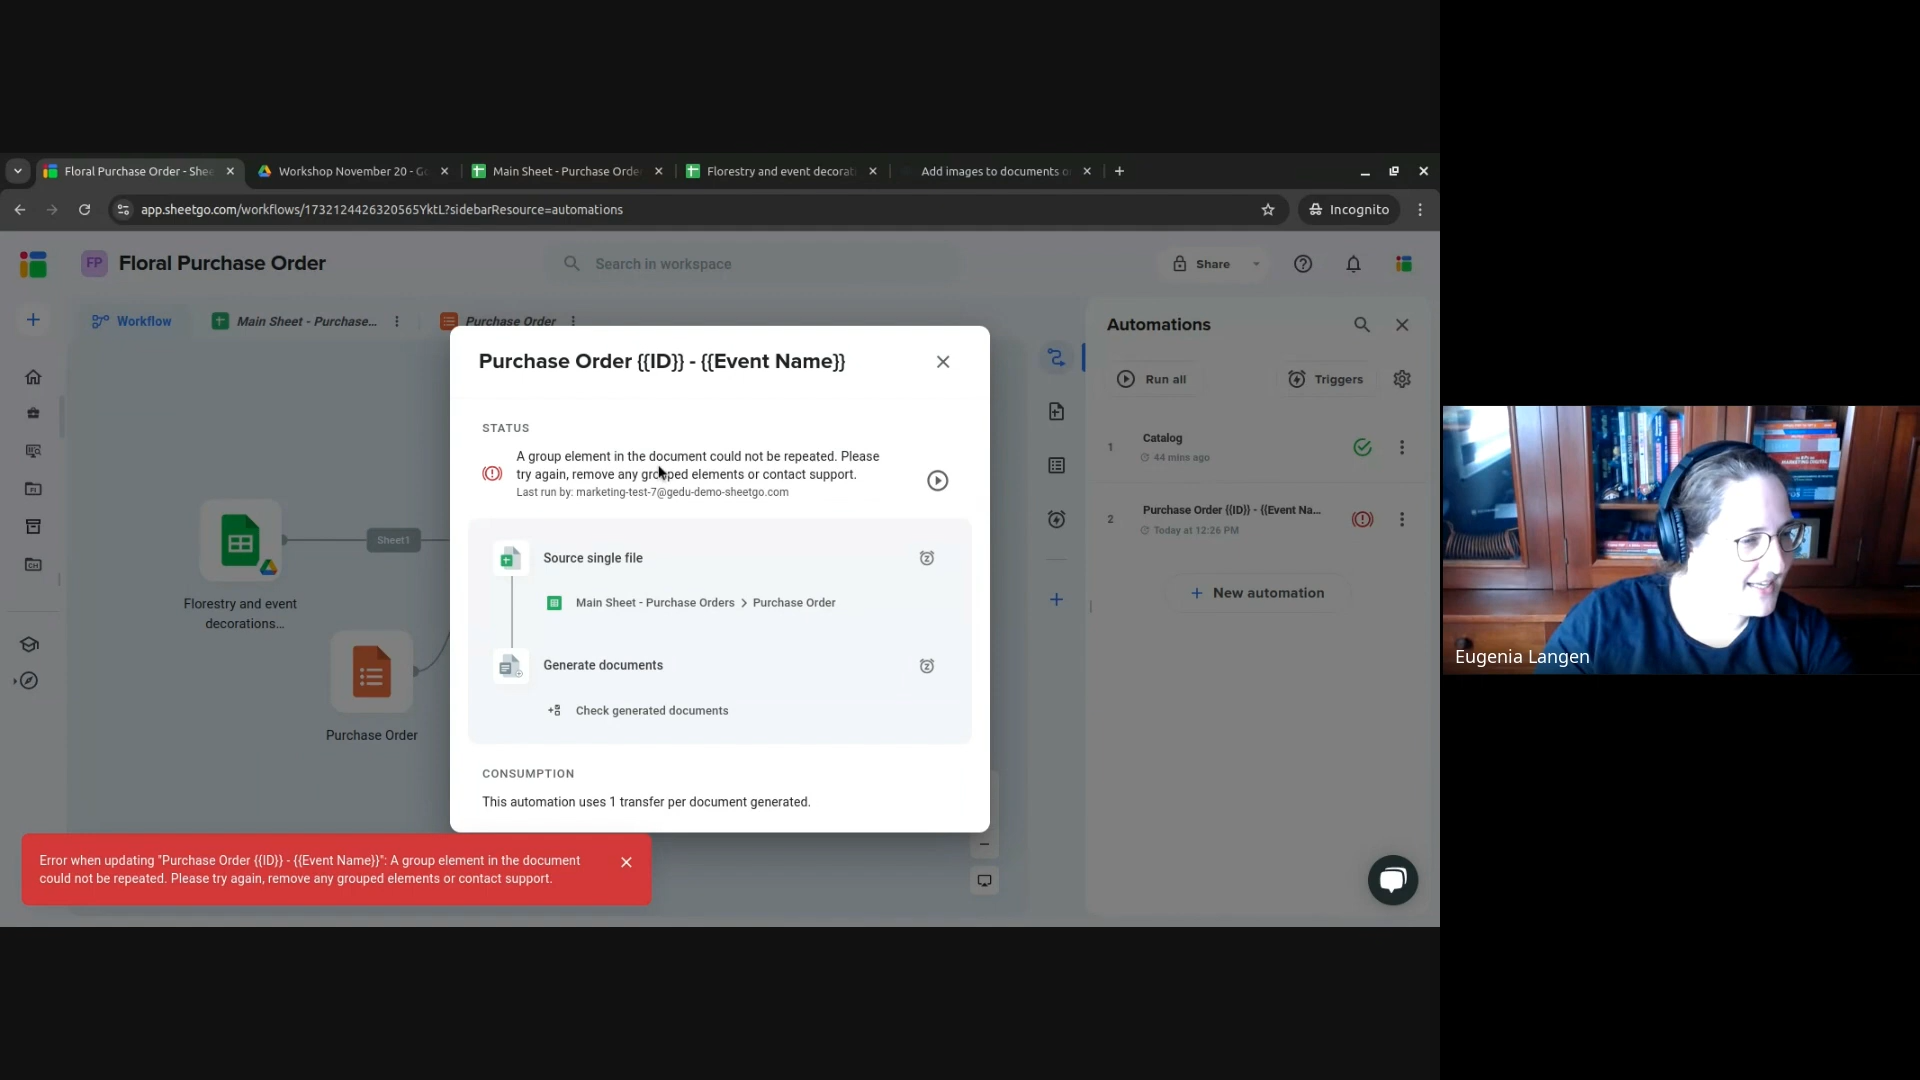 Floral Purchase Order - Shee
Workshop November 20 - Go
Main Sheet - Purchase Orde
Florestry and event decorati
Add images to documents o
app.sheetgo.com/workflows/1732124426320565YktL?sidebarResource=automations
Incognito
FP
Floral Purchase Order
Search in workspace
Share
Workflow
Main Sheet - Purchase...
Purchase Order
Automations
Run all
Triggers
1
Catalog
44 mins ago
2
Purchase Order {{ID}} - {{Event Na...
Today at 12:26 PM
New automation
Sheet1
Florestry and event
decorations...
Purchase Order
FI
CH
Purchase Order {{ID}} - {{Event Name}}
STATUS
A group element in the document could not be repeated. Please
try again, remove any grouped elements or contact support.
Last run by: marketing-test-7@gedu-demo-sheetgo.com
Source single file
Main Sheet - Purchase Orders > Purchase Order
Generate documents
Check generated documents
CONSUMPTION
This automation uses 1 transfer per document generated.
Error when updating "Purchase Order {{ID}} - {{Event Name}}": A group element in the document
could not be repeated. Please try again, remove any grouped elements or contact support.
MARKETING
DIGITAL
Eugenia Langen